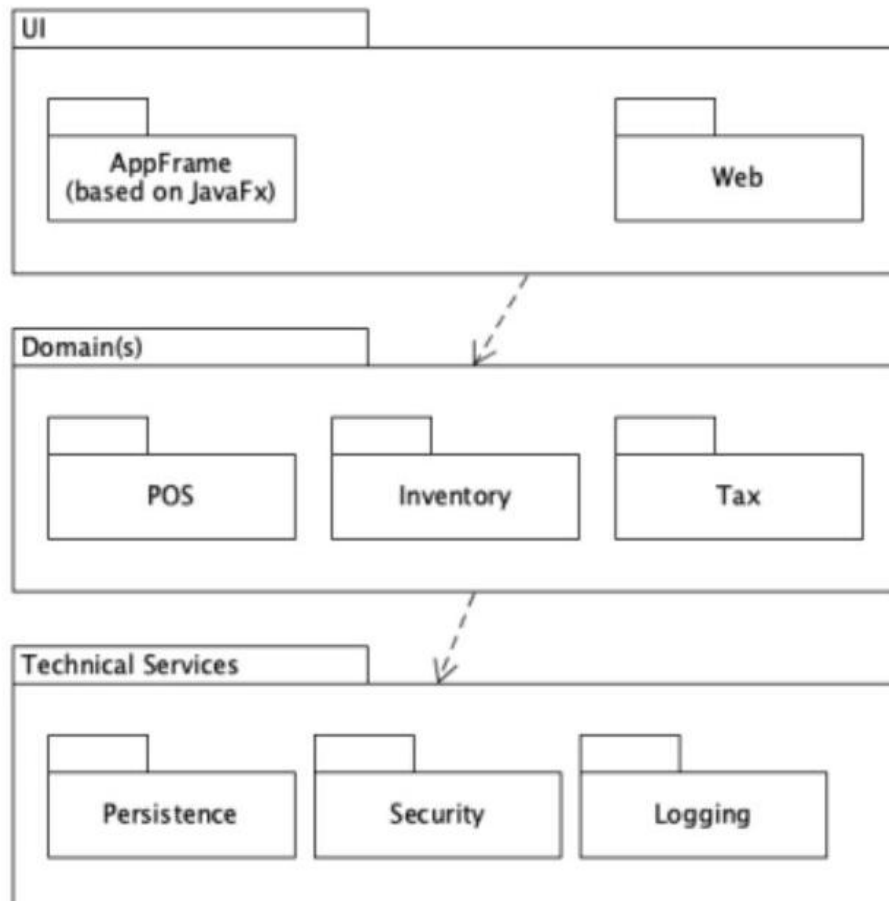 UI
AppFrame
(based on JavaFx)
Web
Domain(s)
POS
Inventory
Tax
Technical Services
Persistence
Security
Logging